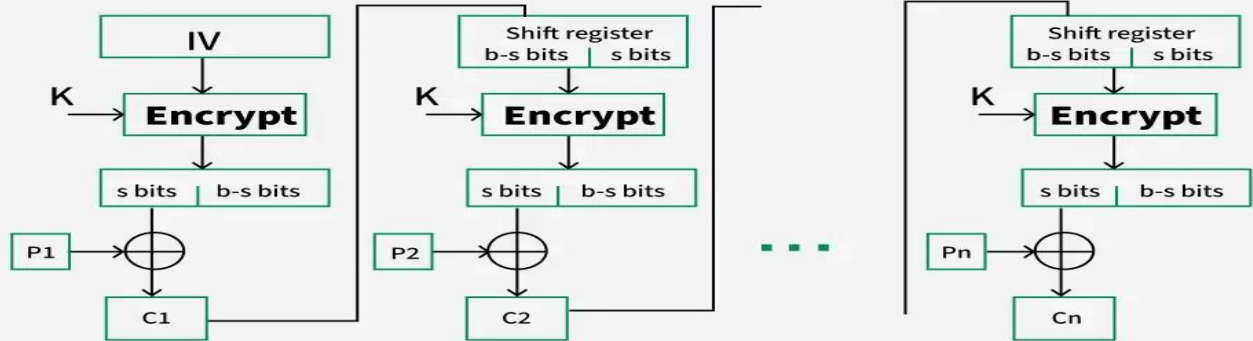 IV
K
Encrypt
s bits b-s bits
P1
C1
Shift register
b-s bits s bits
K
Encrypt
s bits b-s bits
P2
C2
Shift register
b-s bits s bits
K
Encrypt
s bits b-s bits
Pn
Cn